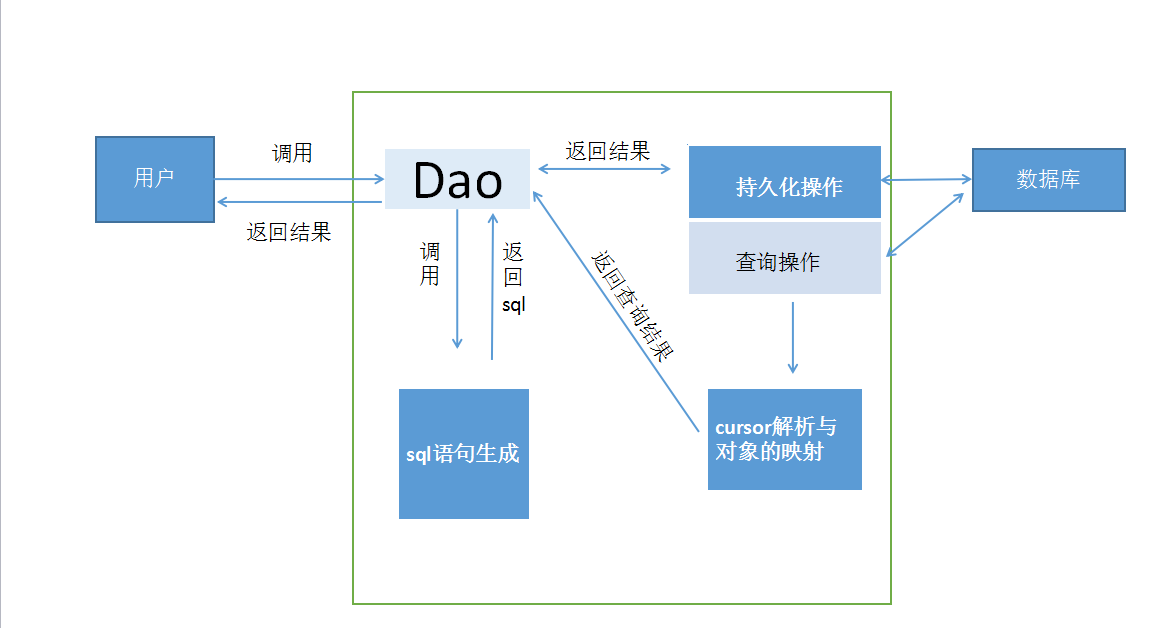 用户
调用
返回结果
Dao
返回结果
持久化操作
查询操作
数据库
调
用
返
回
sql
返回查询结果
sql语句生成
cursor解析与
对象的映射